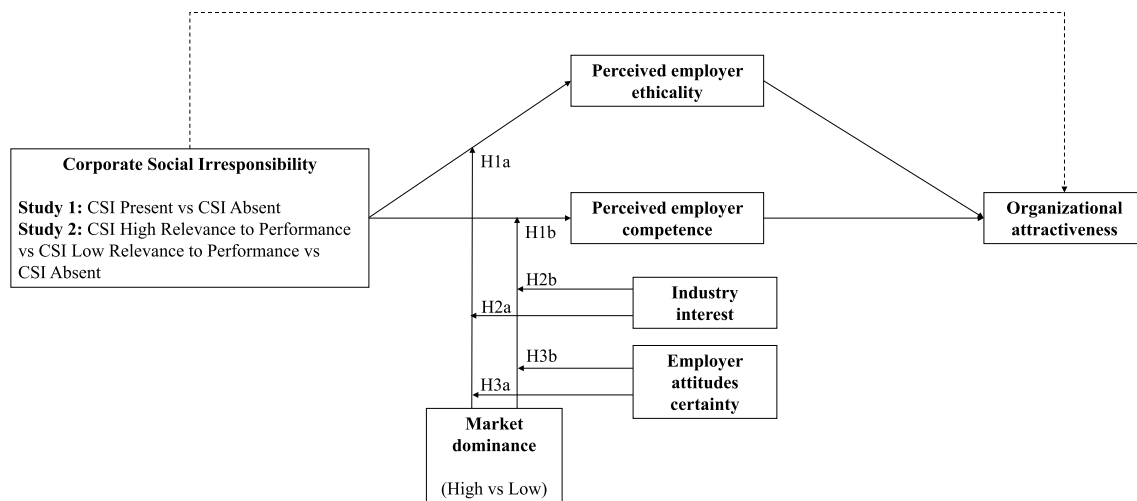 Perceived employer
ethicality
Corporate Social Irresponsibility
Study 1: CSI Present vs CSI Absent
Study 2: CSI High Relevance to Performance
vs CSI Low Relevance to Performance vs
CSI Absent
H1a
Perceived employer
competence
H1b
Organizational
attractiveness
H2b
H2a
Industry
interest
H3b
H3a
Employer
attitudes
certainty
Market
dominance
(High vs Low)